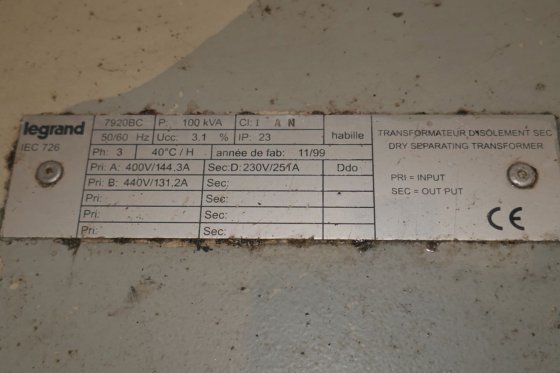 legrand
IEC 726
7920BC P. 100 kVA Cl: I AN
50/60 Hz Ucc: 3.1 % IP: 23 habille
Ph: 3 40°C / H année de fab: 11/99
Pri: A: 400V/144,3A Sec: D: 230V/251A Ddo
Pri: B: 440V/131,2A Sec:
Pri: Sec:
Pri: Sec:
Pri: Sec:
TRANSFORMATEUR D'ISOLEMENT SEC
DRY SEPARATING TRANSFORMER
PRI = INPUT
SEC = OUT PUT
CE